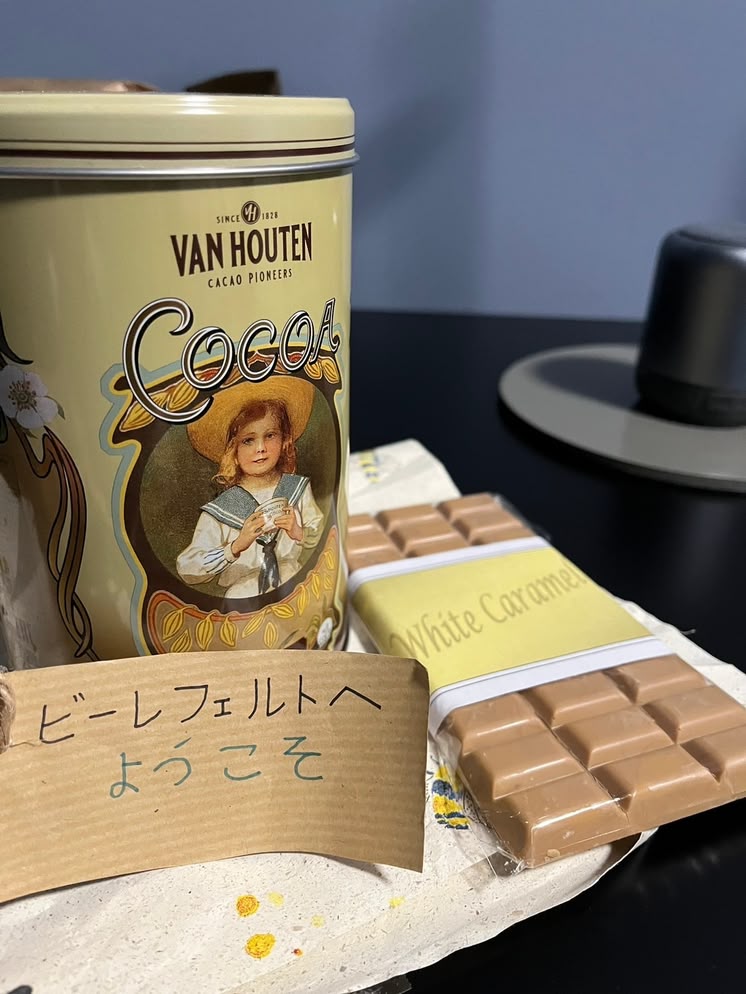 SINCE VH 1828
VAN HOUTEN
CACAO PIONEERS
COCOA
White Caramel
ビーレフェルトへ
ようこそ